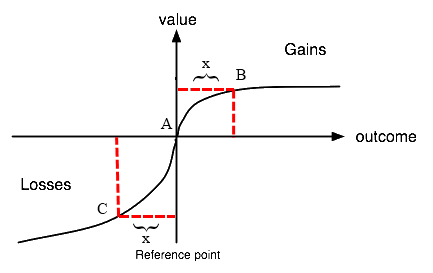 value
Gains
x
B
A
outcome
Losses
C
x
Reference point